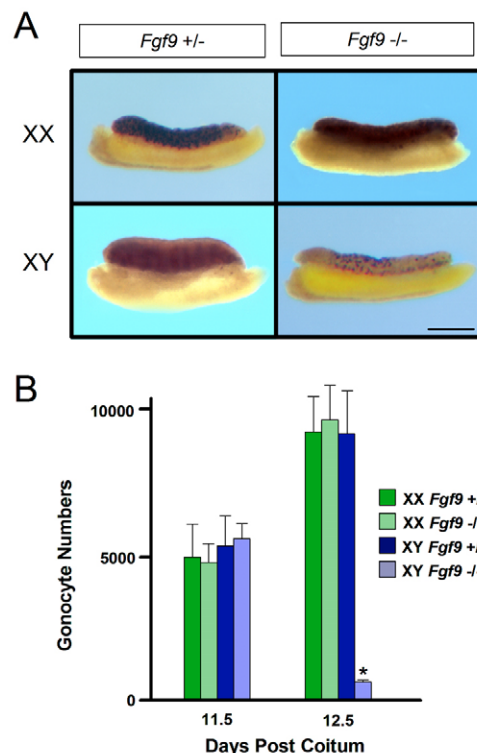 A
Fgf9 +/-
Fgf9 -/-
XX
XY
B
10000
5000
0
Gonocyte Numbers
XX Fgf9 +/
XX Fgf9 -/
XY Fgf9 +/
XY Fgf9 -/
*
11.5
12.5
Days Post Coitum